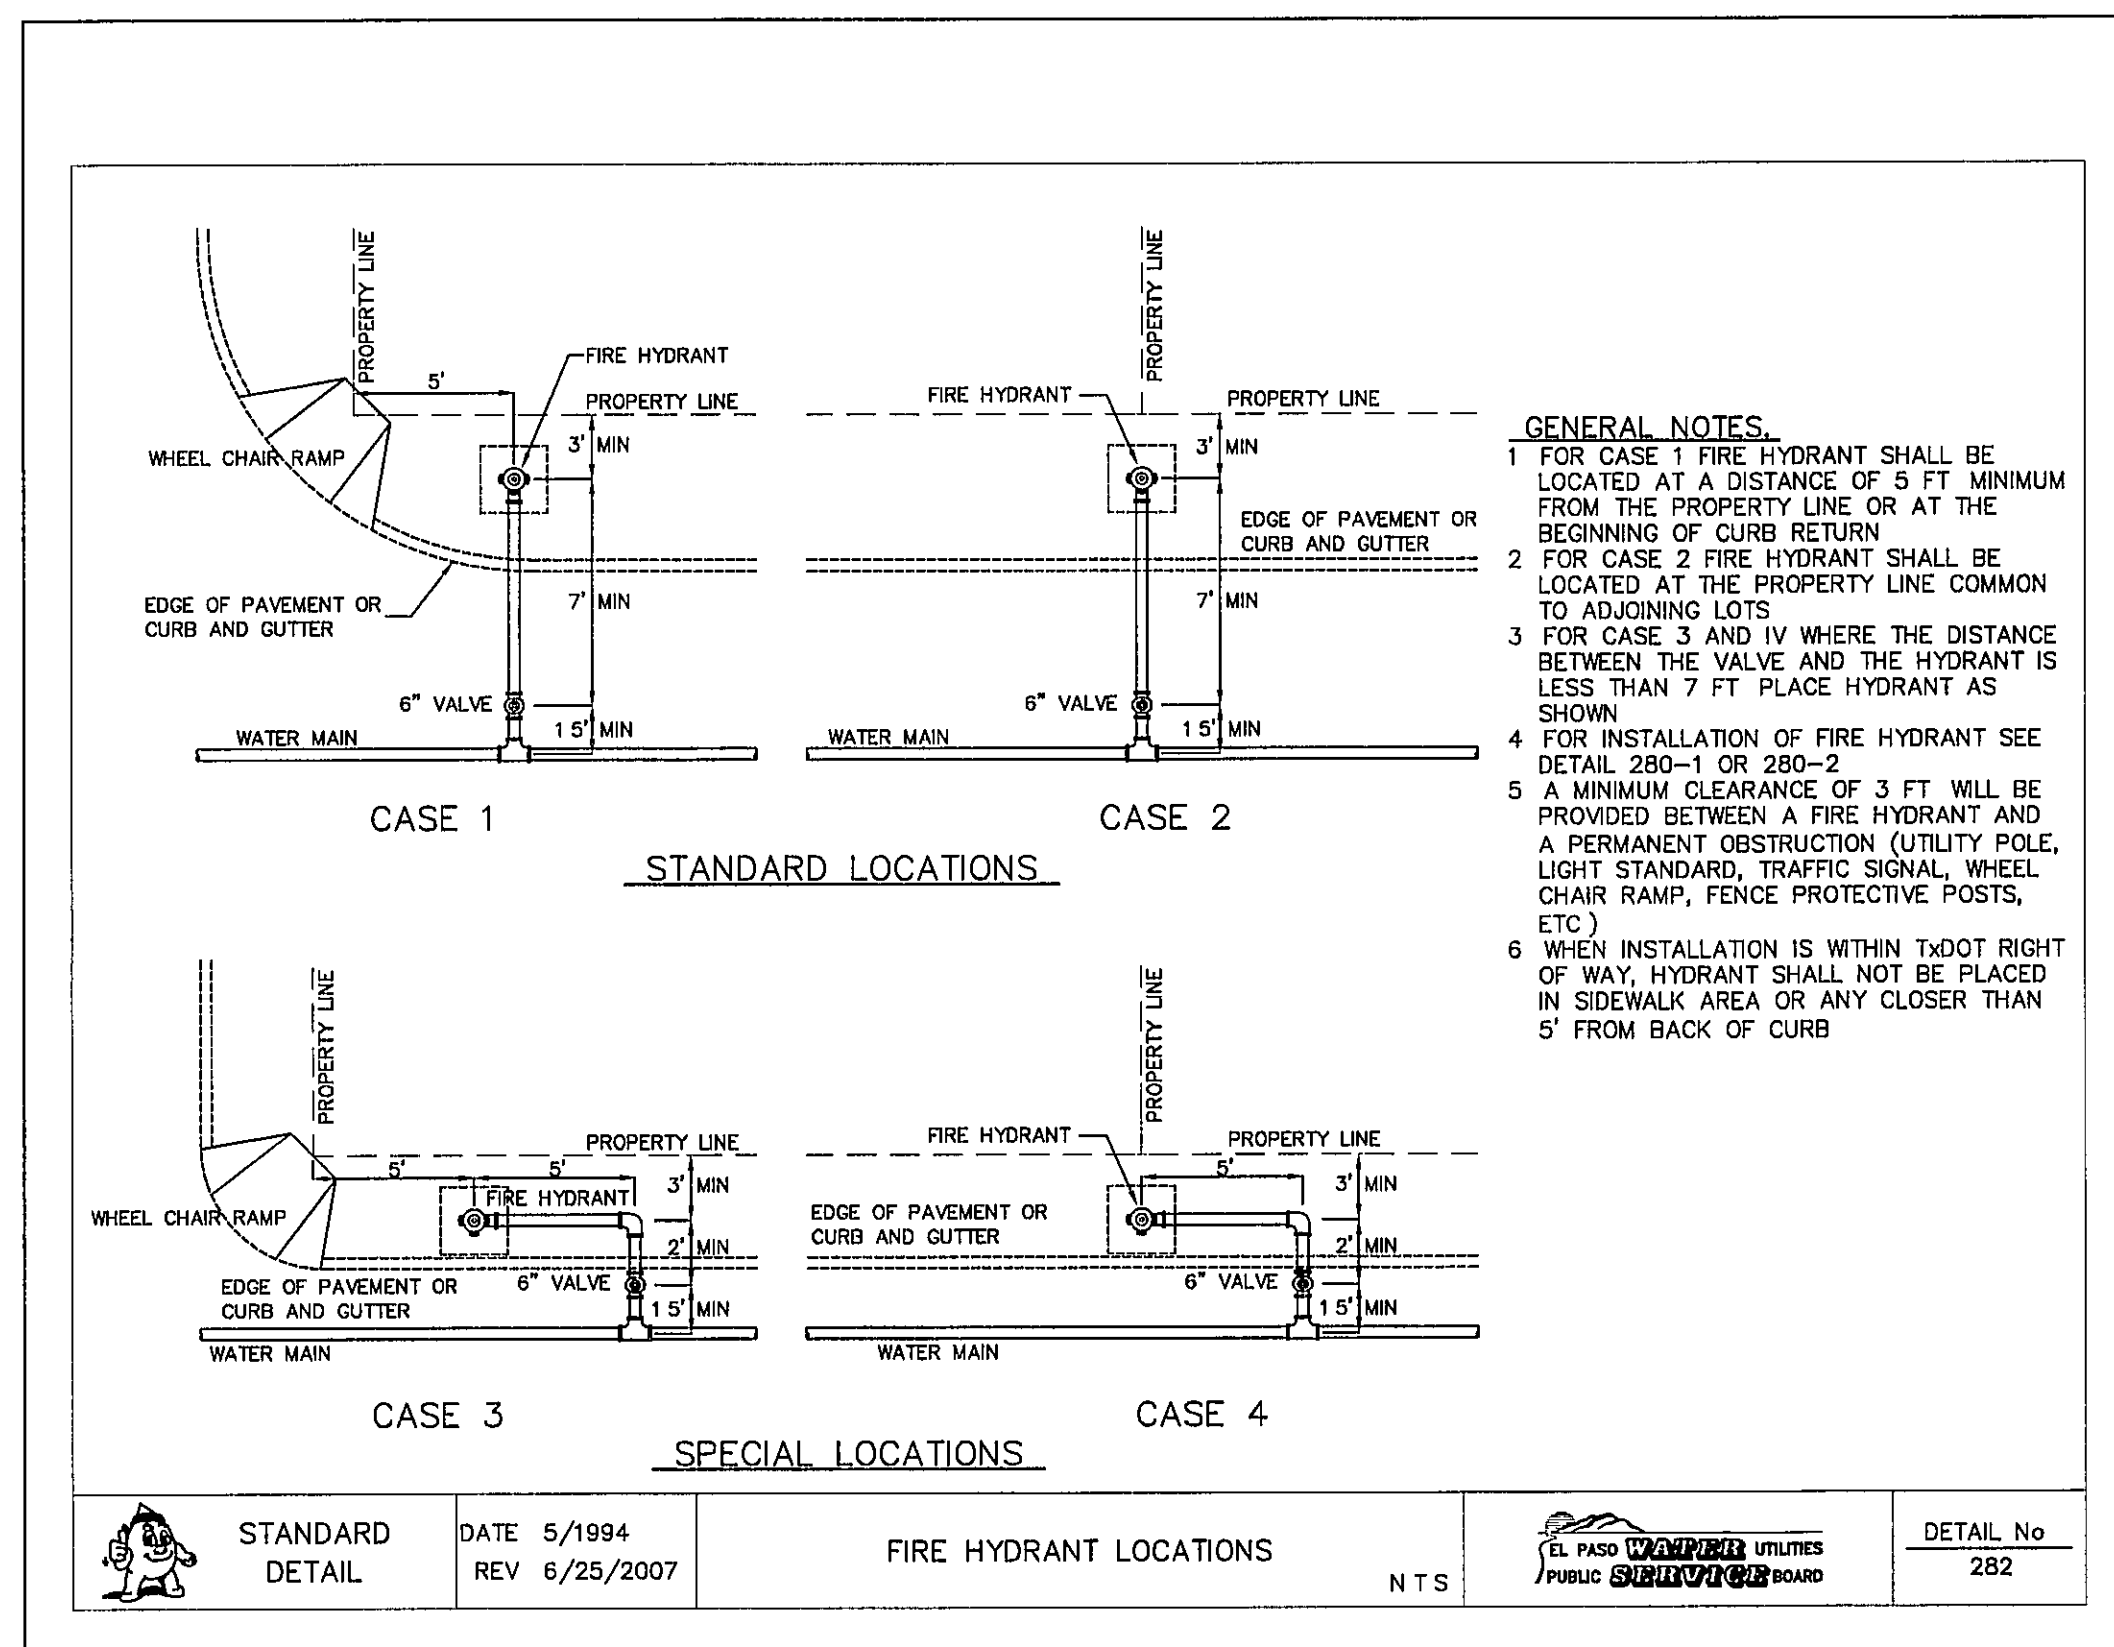 PROPERTY LINE
FIRE HYDRANT
5'
PROPERTY LINE
3' MIN
WHEEL CHAIR RAMP
EDGE OF PAVEMENT OR
CURB AND GUTTER
7' MIN
6" VALVE
1 5' MIN
WATER MAIN
CASE 1
PROPERTY LINE
FIRE HYDRANT
PROPERTY LINE
3' MIN
EDGE OF PAVEMENT OR
CURB AND GUTTER
7' MIN
6" VALVE
1 5' MIN
WATER MAIN
CASE 2
STANDARD LOCATIONS
GENERAL NOTES.
1 FOR CASE 1 FIRE HYDRANT SHALL BE
LOCATED AT A DISTANCE OF 5 FT MINIMUM
FROM THE PROPERTY LINE OR AT THE
BEGINNING OF CURB RETURN
2 FOR CASE 2 FIRE HYDRANT SHALL BE
LOCATED AT THE PROPERTY LINE COMMON
TO ADJOINING LOTS
3 FOR CASE 3 AND IV WHERE THE DISTANCE
BETWEEN THE VALVE AND THE HYDRANT IS
LESS THAN 7 FT PLACE HYDRANT AS
SHOWN
4 FOR INSTALLATION OF FIRE HYDRANT SEE
DETAIL 280-1 OR 280-2
5 A MINIMUM CLEARANCE OF 3 FT WILL BE
PROVIDED BETWEEN A FIRE HYDRANT AND
A PERMANENT OBSTRUCTION (UTILITY POLE,
LIGHT STANDARD, TRAFFIC SIGNAL, WHEEL
CHAIR RAMP, FENCE PROTECTIVE POSTS,
ETC )
6 WHEN INSTALLATION IS WITHIN TxDOT RIGHT
OF WAY, HYDRANT SHALL NOT BE PLACED
IN SIDEWALK AREA OR ANY CLOSER THAN
5' FROM BACK OF CURB
PROPERTY LINE
PROPERTY LINE
5' 5'
3' MIN
FIRE HYDRANT
WHEEL CHAIR RAMP
2' MIN
EDGE OF PAVEMENT OR
CURB AND GUTTER
6" VALVE
1 5' MIN
WATER MAIN
CASE 3
PROPERTY LINE
FIRE HYDRANT
PROPERTY LINE
5'
3' MIN
EDGE OF PAVEMENT OR
CURB AND GUTTER
2' MIN
6" VALVE
1 5' MIN
WATER MAIN
CASE 4
SPECIAL LOCATIONS
STANDARD
DETAIL
DATE 5/1994
REV 6/25/2007
FIRE HYDRANT LOCATIONS
N T S
EL PASO WATER UTILITIES
PUBLIC SERVICE BOARD
DETAIL No
282